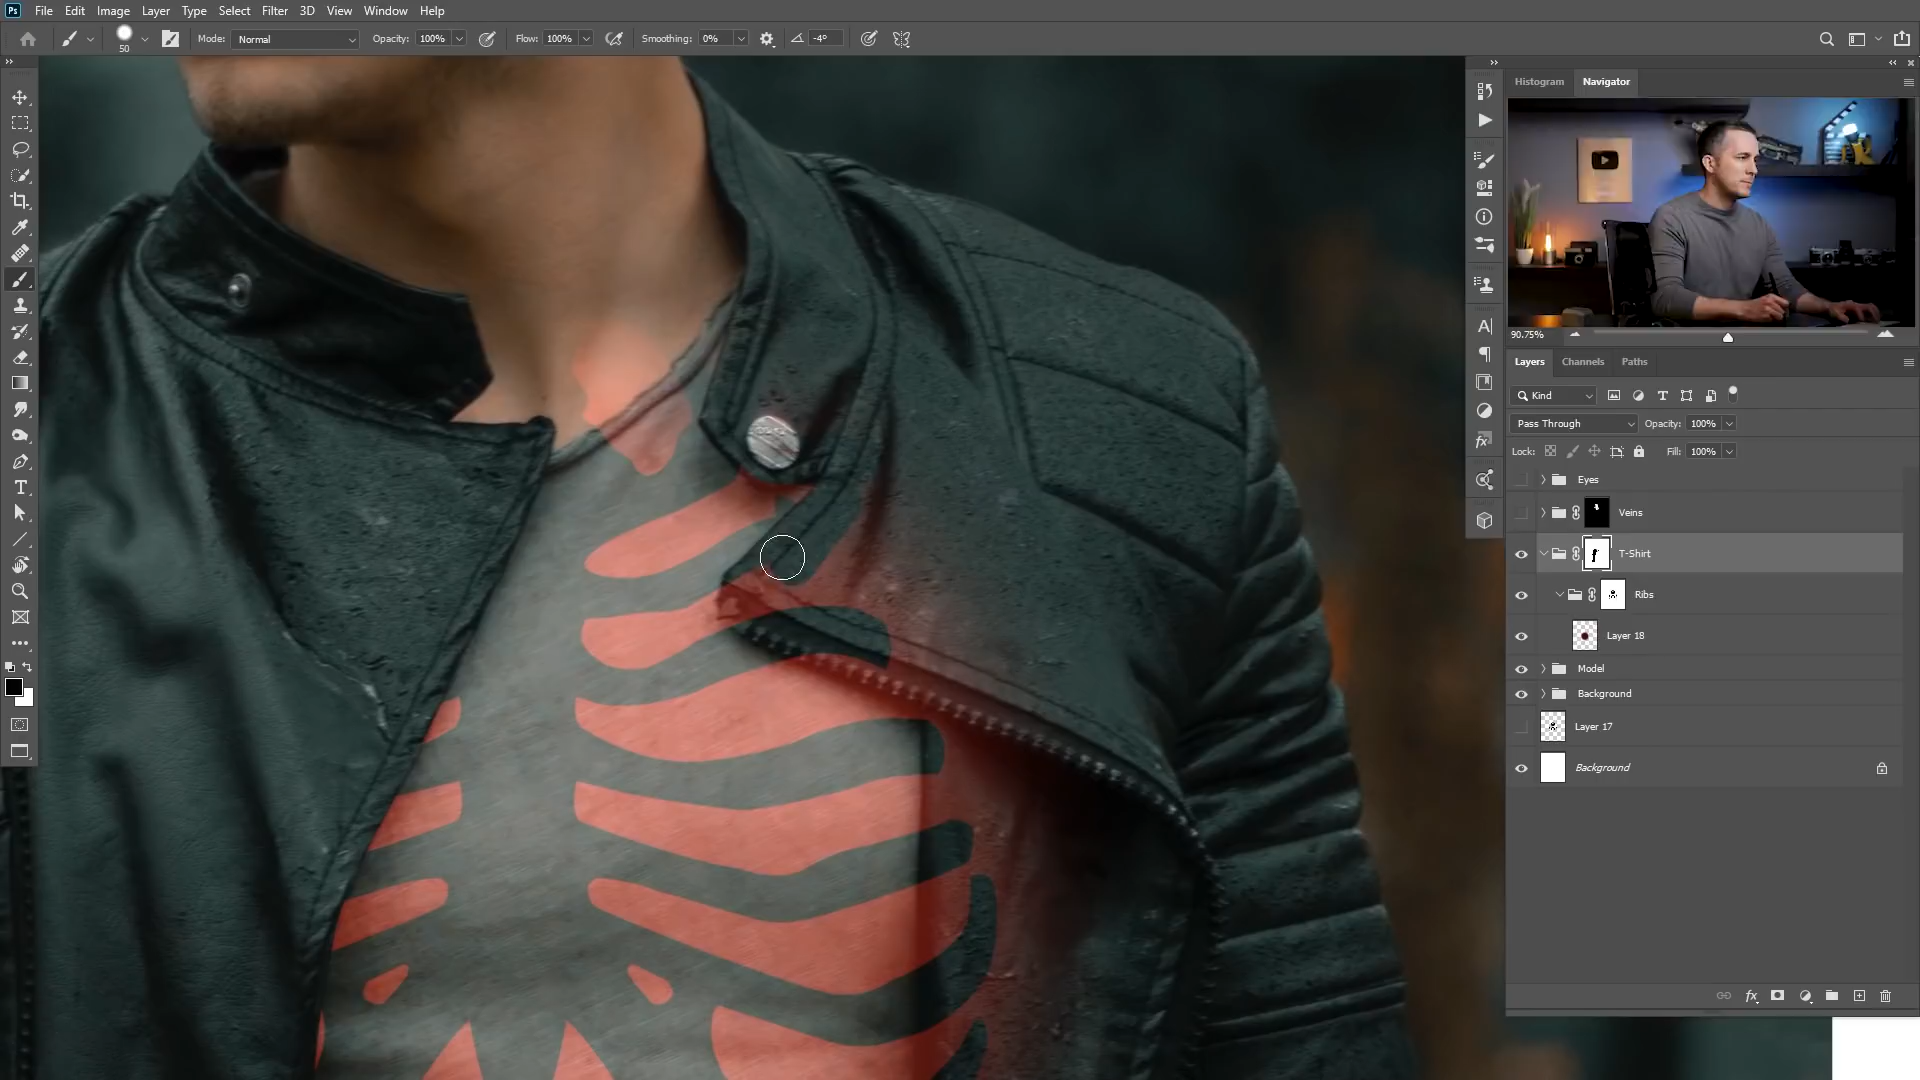 Ps File Edit Image Layer Type Select Filter 3D View Window Help
50 Mode: Normal Opacity: 100% Flow: 100% Smoothing: 0% -4°
Histogram Navigator
90.75%
Layers Channels Paths
Kind
Pass Through Opacity: 100%
Lock: Fill: 100%
Eyes
Veins
T-Shirt
Ribs
Layer 18
Model
Background
Layer 17
Background